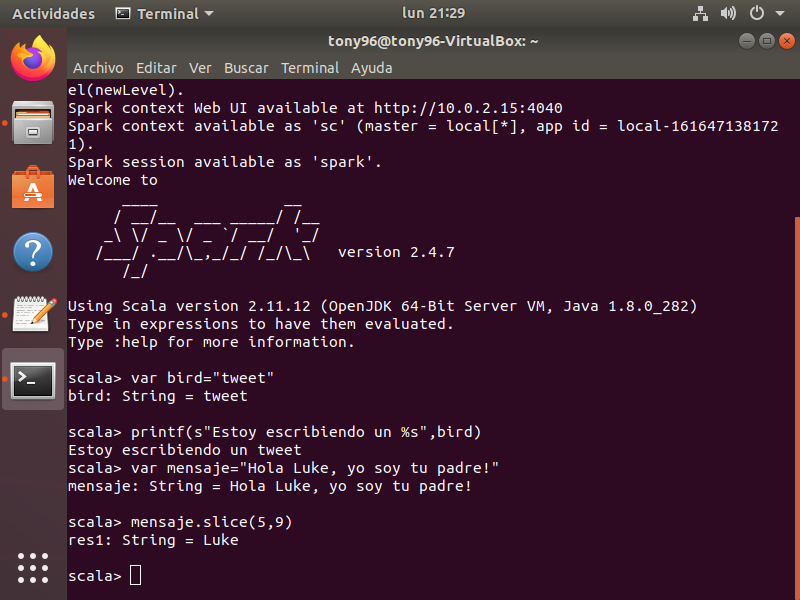 Actividades Terminal lun 21:29
tony96@tony96-VirtualBox: ~
Archivo Editar Ver Buscar Terminal Ayuda
el(newLevel).
Spark context Web UI available at http://10.0.2.15:4040
Spark context available as 'sc' (master = local[*], app id = local-161647138172
1).
Spark session available as 'spark'.
Welcome to
      ____              __
     / __/__  ___ _____/ /__
    _\ \/ _ \/ _ `/ __/  '_/
   /___/ .__/\_,_/_/ /_/\_\   version 2.4.7
      /_/
Using Scala version 2.11.12 (OpenJDK 64-Bit Server VM, Java 1.8.0_282)
Type in expressions to have them evaluated.
Type :help for more information.
scala> var bird="tweet"
bird: String = tweet
scala> printf(s"Estoy escribiendo un %s",bird)
Estoy escribiendo un tweet
scala> var mensaje="Hola Luke, yo soy tu padre!"
mensaje: String = Hola Luke, yo soy tu padre!
scala> mensaje.slice(5,9)
res1: String = Luke
scala>